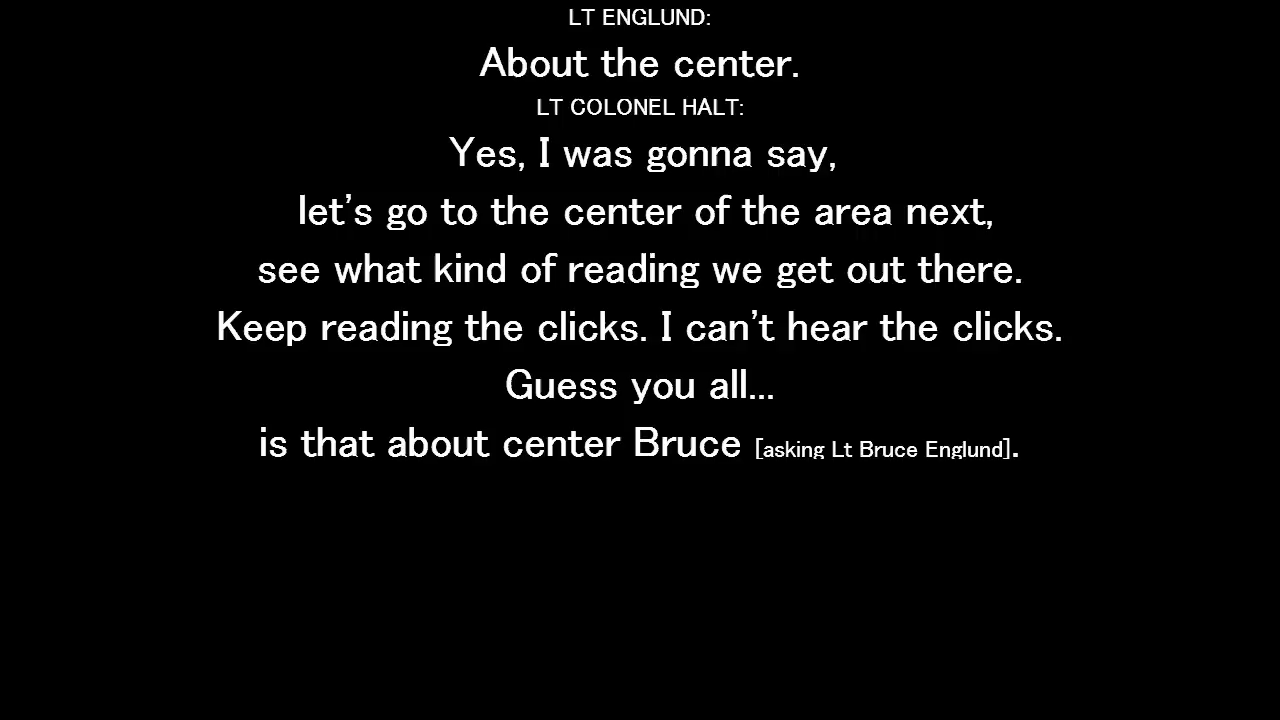 LT ENGLUND:
About the center.
LT COLONEL HALT:
Yes, I was gonna say,
let's go to the center of the area next,
see what kind of reading we get out there.
Keep reading the clicks. I can't hear the clicks.
Guess you all...
is that about center Bruce [asking Lt Bruce Englund].